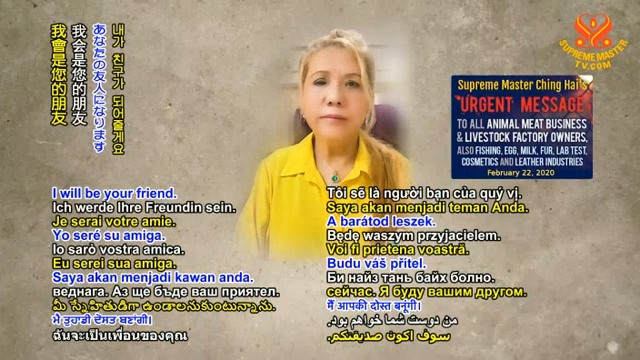 내가 친구가 되어줄게요
あなたの友人になります
我会是您的朋友
我會是您的朋友
SUPREME MASTER
TV.COM
Supreme Master Ching Hai's
"URGENT MESSAGE"
TO ALL ANIMAL MEAT BUSINESS
& LIVESTOCK FACTORY OWNERS,
ALSO FISHING, EGG, MILK, FUR, LAB TEST,
COSMETICS AND LEATHER INDUSTRIES
February 22, 2020
I will be your friend.
Ich werde Ihre Freundin sein.
Je serai votre amie.
Yo seré su amiga.
Io sarò vostra amica.
Eu serei sua amiga.
Saya akan menjadi kawan anda.
веднага. Аз ще бъде ваш приятел.
మీ స్నేహితుడిగా ఉండాలనుకుంటున్నాను.
ਮੈਂ ਤੁਹਾਡੀ ਦੋਸਤ ਬਣਾਂਗੀ।
ฉันจะเป็นเพื่อนของคุณ
Tôi sẽ là người bạn của quý vị.
Saya akan menjadi teman Anda.
A barátod leszek.
Będę waszym przyjacielem.
Voi fi prietena voastră.
Budu váš přítel.
Би найз тань байх болно.
сейчас. Я буду вашим другом.
मैं आपकी दोस्त बनूंगी।
من دوست شما خواهم بود.
سوف أكون صديقتكم.